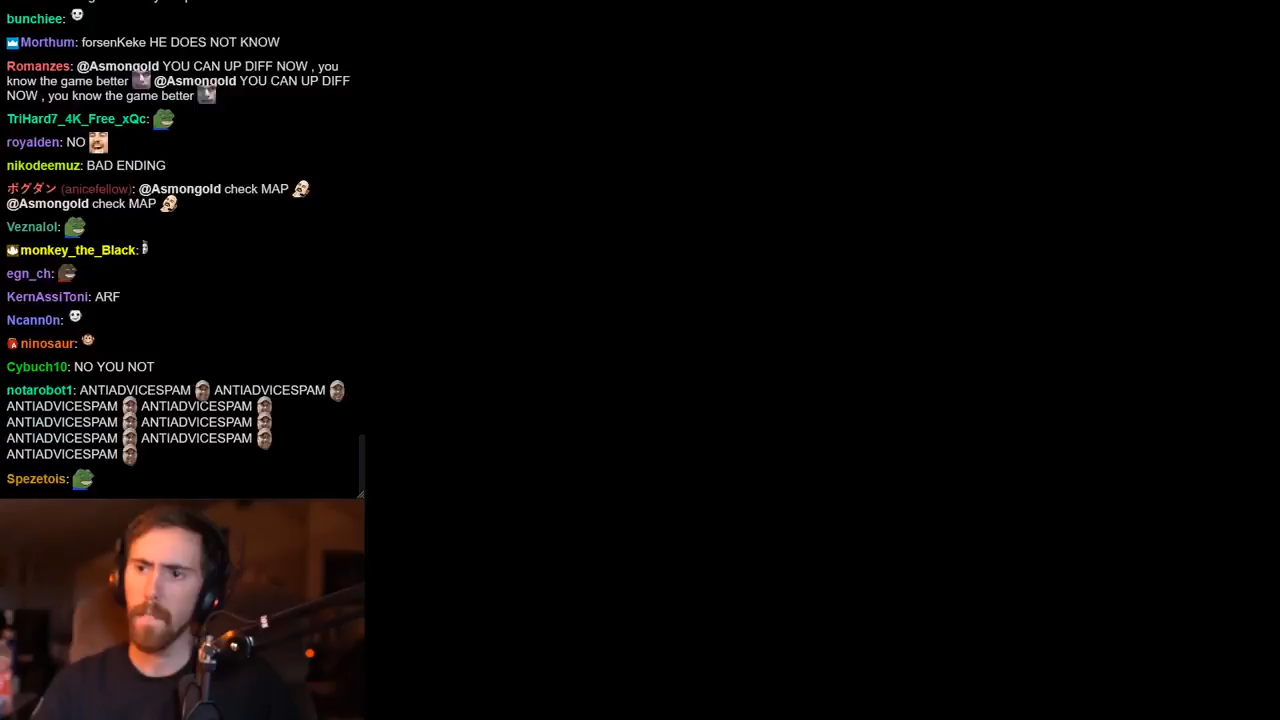 bunchiee:
Morthum: forsenKeke HE DOES NOT KNOW
Romanzes: @Asmongold YOU CAN UP DIFF NOW , you
know the game better @Asmongold YOU CAN UP DIFF
NOW , you know the game better
TriHard7_4K_Free_xQc:
royalden: NO
nikodeemuz: BAD ENDING
ボグダン (anicefellow): @Asmongold check MAP
@Asmongold check MAP
Veznalol:
monkey_the_Black:
egn_ch:
KernAssiToni: ARF
Ncann0n:
ninosaur:
Cybuch10: NO YOU NOT
notarobot1: ANTIADVICESPAM ANTIADVICESPAM
ANTIADVICESPAM ANTIADVICESPAM
ANTIADVICESPAM ANTIADVICESPAM
ANTIADVICESPAM ANTIADVICESPAM
ANTIADVICESPAM
Spezetois: